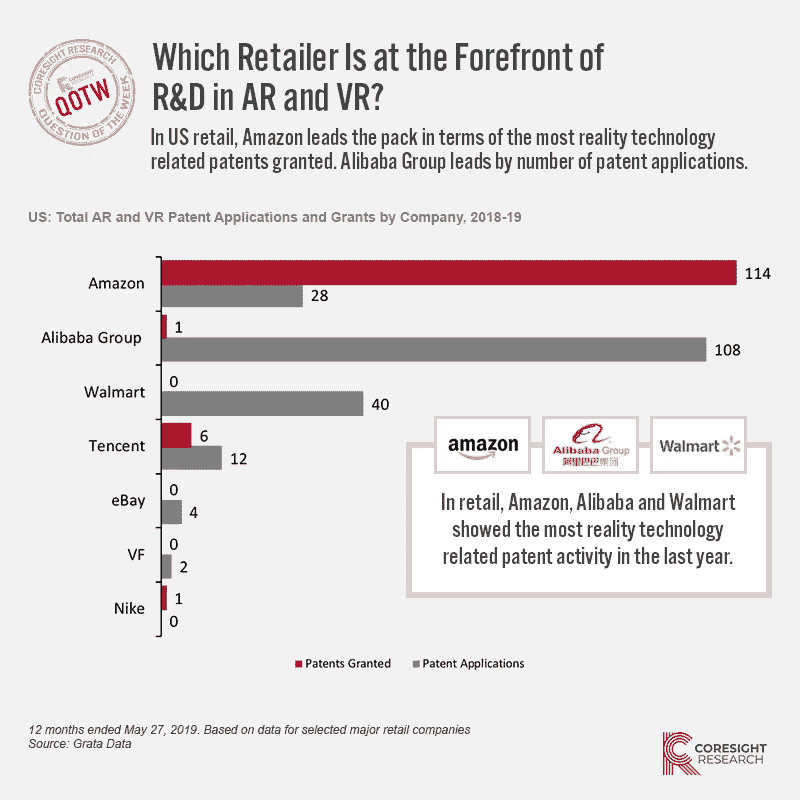 CORESIGHT RESEARCH
CORESIGHT
RESEARCH
QOTW
QUESTION OF THE WEEK
Which Retailer Is at the Forefront of
R&D in AR and VR?
In US retail, Amazon leads the pack in terms of the most reality technology
related patents granted. Alibaba Group leads by number of patent applications.
US: Total AR and VR Patent Applications and Grants by Company, 2018-19
Amazon
114
28
Alibaba Group
1
108
Walmart
0
40
Tencent
6
12
eBay
0
4
VF
0
2
Nike
1
0
amazon
Alibaba Group
阿里巴巴集团
Walmart
In retail, Amazon, Alibaba and Walmart
showed the most reality technology
related patent activity in the last year.
Patents Granted
Patent Applications
12 months ended May 27, 2019. Based on data for selected major retail companies
Source: Grata Data
CORESIGHT
RESEARCH